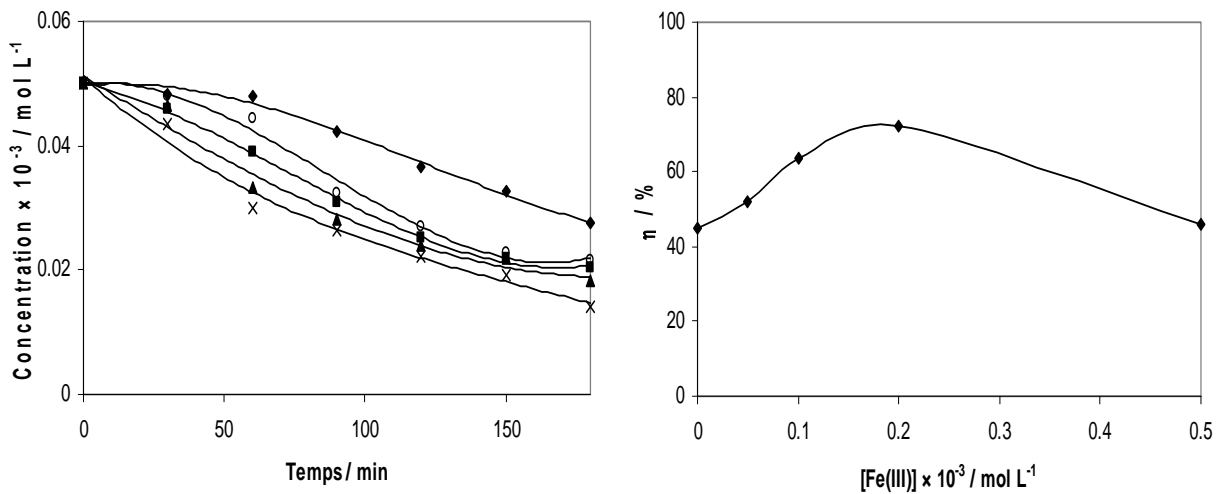 Concentration × 10⁻³ / mol L⁻¹
0.06
0.04
0.02
0
0 50 100 150
Temps / min
η / %
100
80
60
40
20
0
0 0.1 0.2 0.3 0.4 0.5
[Fe(III)] × 10⁻³ / mol L⁻¹